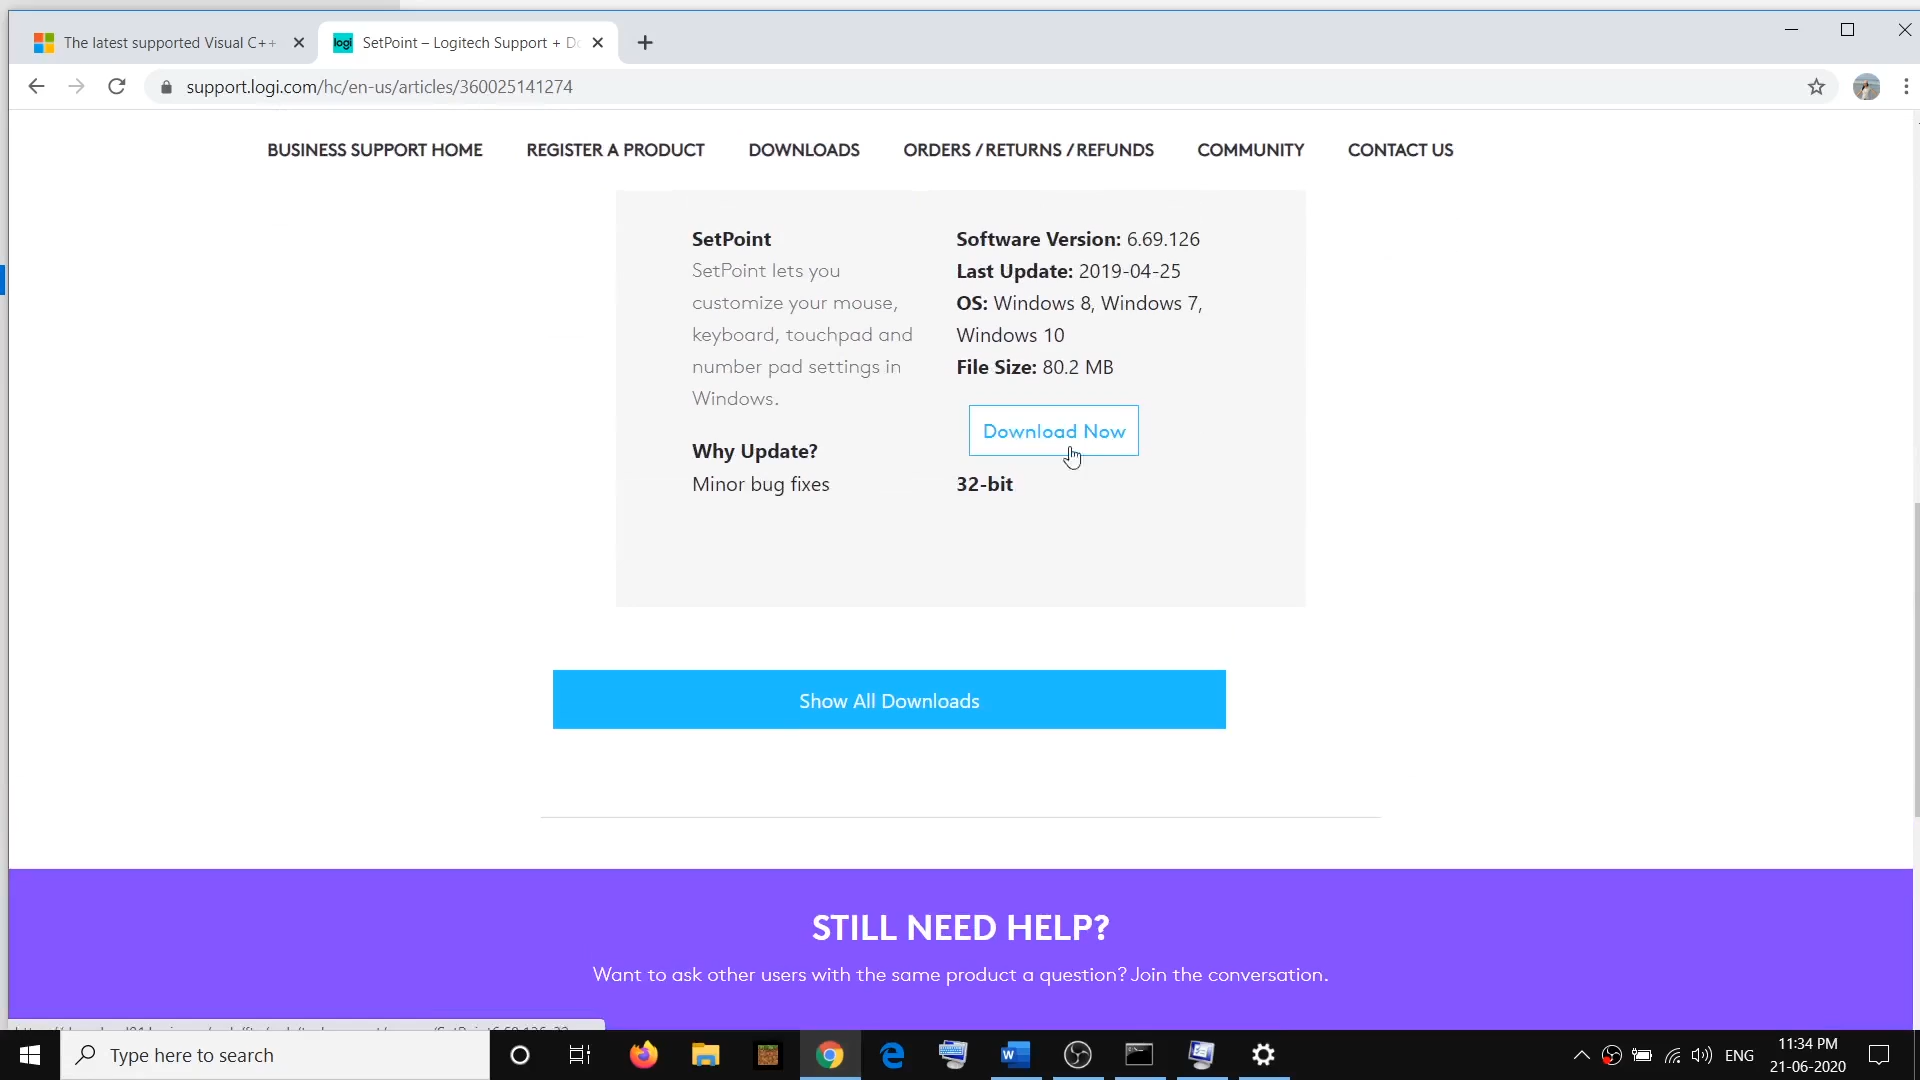 The latest supported Visual C++
logi
SetPoint – Logitech Support + Do
support.logi.com/hc/en-us/articles/360025141274
BUSINESS SUPPORT HOME
REGISTER A PRODUCT
DOWNLOADS
ORDERS / RETURNS / REFUNDS
COMMUNITY
CONTACT US
SetPoint
SetPoint lets you
customize your mouse,
keyboard, touchpad and
number pad settings in
Windows.
Why Update?
Minor bug fixes
Software Version: 6.69.126
Last Update: 2019-04-25
OS: Windows 8, Windows 7,
Windows 10
File Size: 80.2 MB
Download Now
32-bit
Show All Downloads
STILL NEED HELP?
Want to ask other users with the same product a question? Join the conversation.
Type here to search
ENG
11:34 PM
21-06-2020